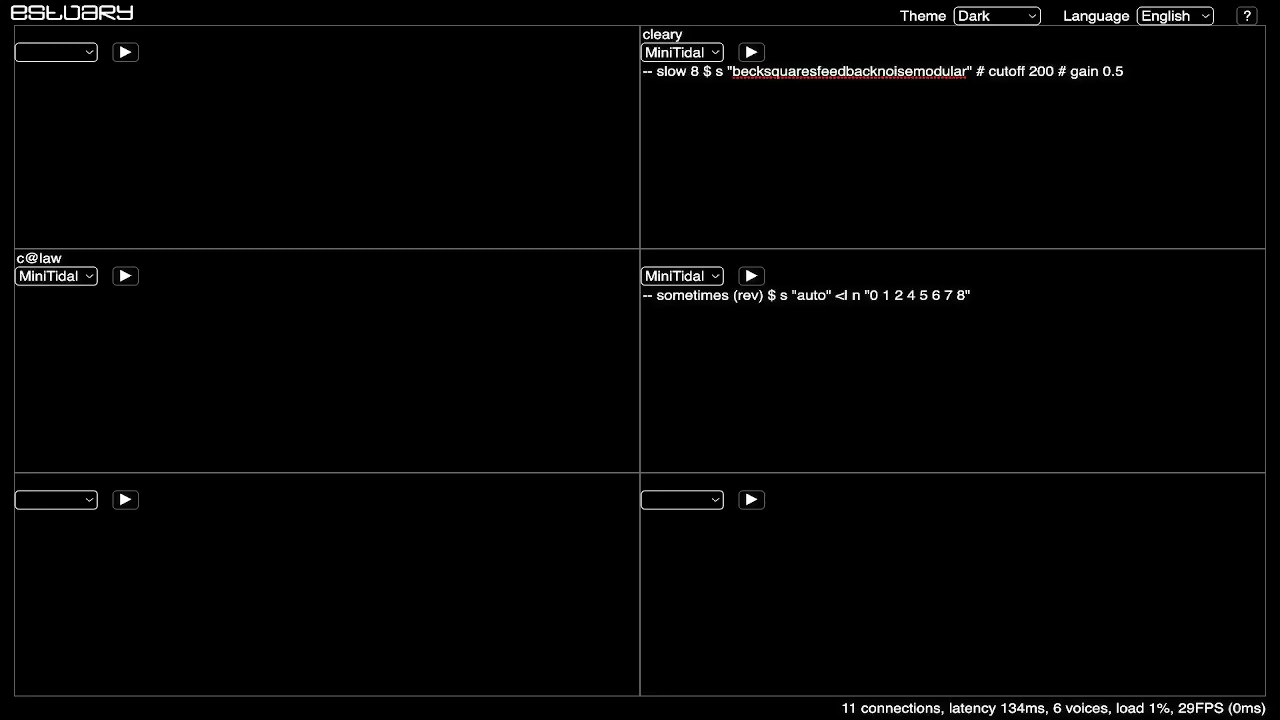 estuary
Theme Dark Language English ?
cleary
MiniTidal
-- slow 8 $ s "becksquaresfeedbacknoisemodular" # cutoff 200 # gain 0.5
c@law
MiniTidal
MiniTidal
-- sometimes (rev) $ s "auto" <| n "0 1 2 4 5 6 7 8"
11 connections, latency 134ms, 6 voices, load 1%, 29FPS (0ms)